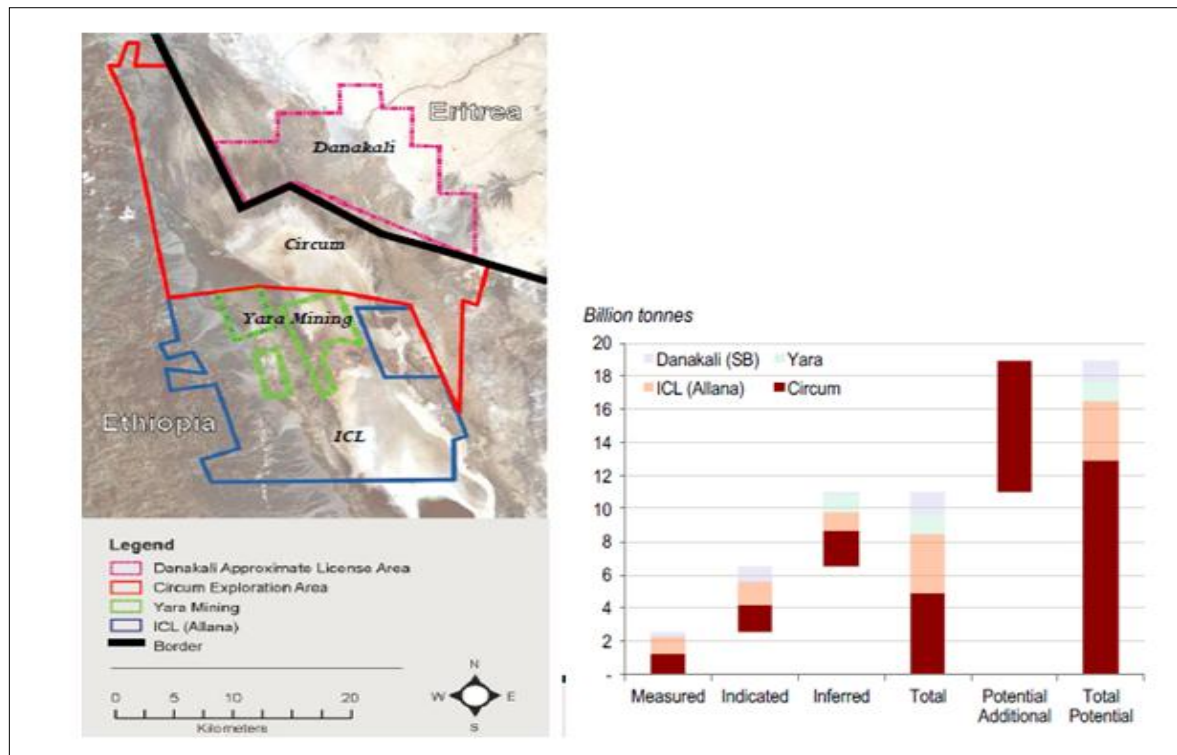 Eritrea
Danakali
Circum
Yara Mining
Ethiopia
ICL
Legend
Danakali Approximate License Area
Circum Exploration Area
Yara Mining
ICL (Allana)
Border
N
W E
S
0 5 10 20
Kilometers
Billion tonnes
20
18
16
14
12
10
8
6
4
2
-
Danakali (SB) Yara
ICL (Allana) Circum
Measured Indicated Inferred Total Potential Additional Total Potential